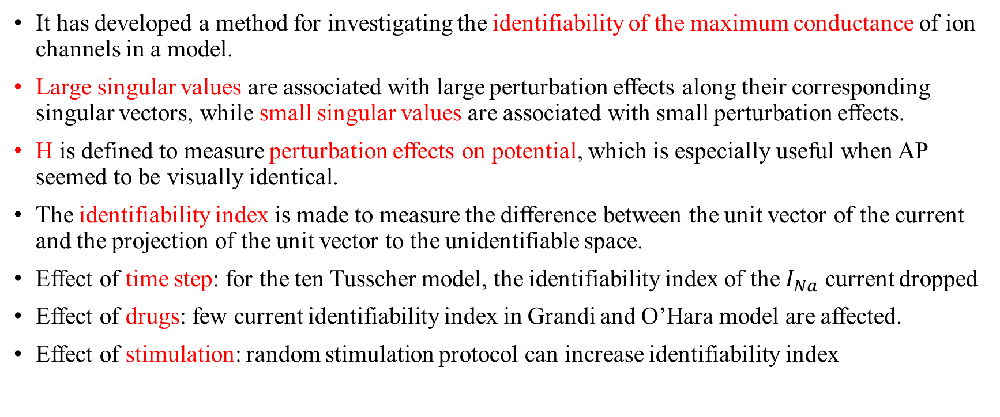 • It has developed a method for investigating the identifiability of the maximum conductance of ion
channels in a model.
• Large singular values are associated with large perturbation effects along their corresponding
singular vectors, while small singular values are associated with small perturbation effects.
• H is defined to measure perturbation effects on potential, which is especially useful when AP
seemed to be visually identical.
• The identifiability index is made to measure the difference between the unit vector of the current
and the projection of the unit vector to the unidentifiable space.
• Effect of time step: for the ten Tusscher model, the identifiability index of the I_Na current dropped
• Effect of drugs: few current identifiability index in Grandi and O’Hara model are affected.
• Effect of stimulation: random stimulation protocol can increase identifiability index